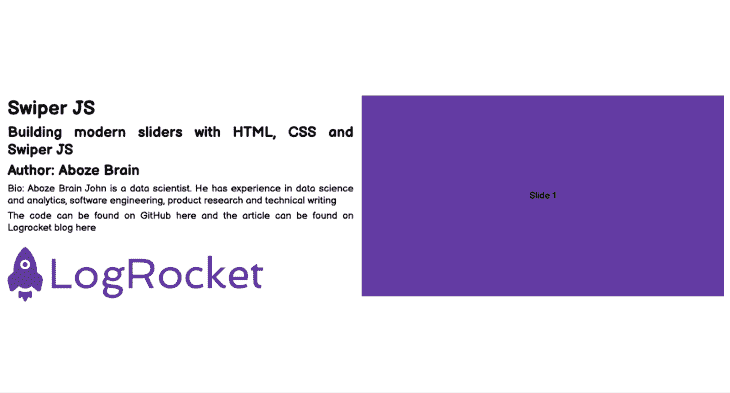 Swiper JS
Building modern sliders with HTML, CSS and
Swiper JS
Author: Aboze Brain
Bio: Aboze Brain John is a data scientist. He has experience in data science
and analytics, software engineering, product research and technical writing
The code can be found on GitHub here and the article can be found on
Logrocket blog here
LogRocket
Slide 1